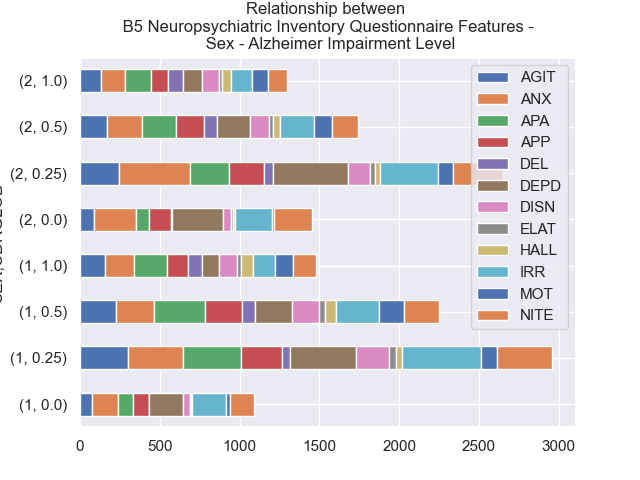 Relationship between
B5 Neuropsychiatric Inventory Questionnaire Features -
Sex - Alzheimer Impairment Level
(2, 1.0)
(2, 0.5)
(2, 0.25)
(2, 0.0)
(1, 1.0)
(1, 0.5)
(1, 0.25)
(1, 0.0)
0 500 1000 1500 2000 2500 3000
AGIT
ANX
APA
APP
DEL
DEPD
DISN
ELAT
HALL
IRR
MOT
NITE